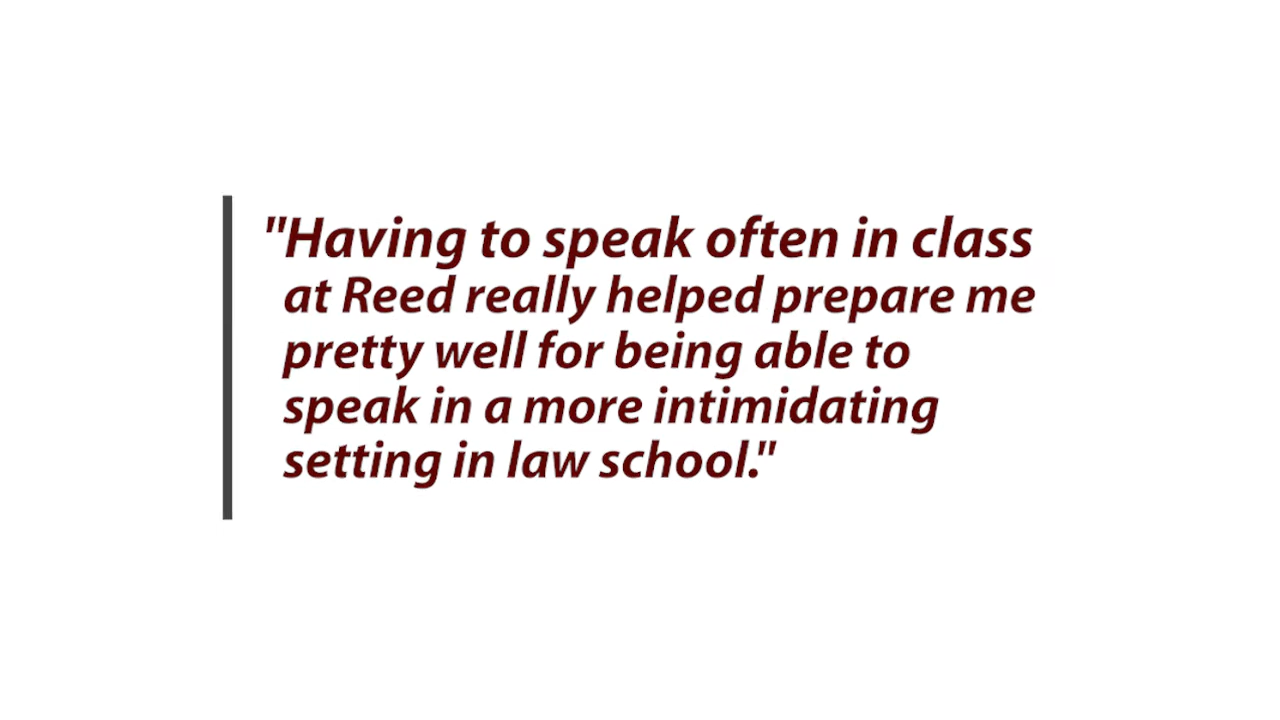 "Having to speak often in class
at Reed really helped prepare me
pretty well for being able to
speak in a more intimidating
setting in law school."